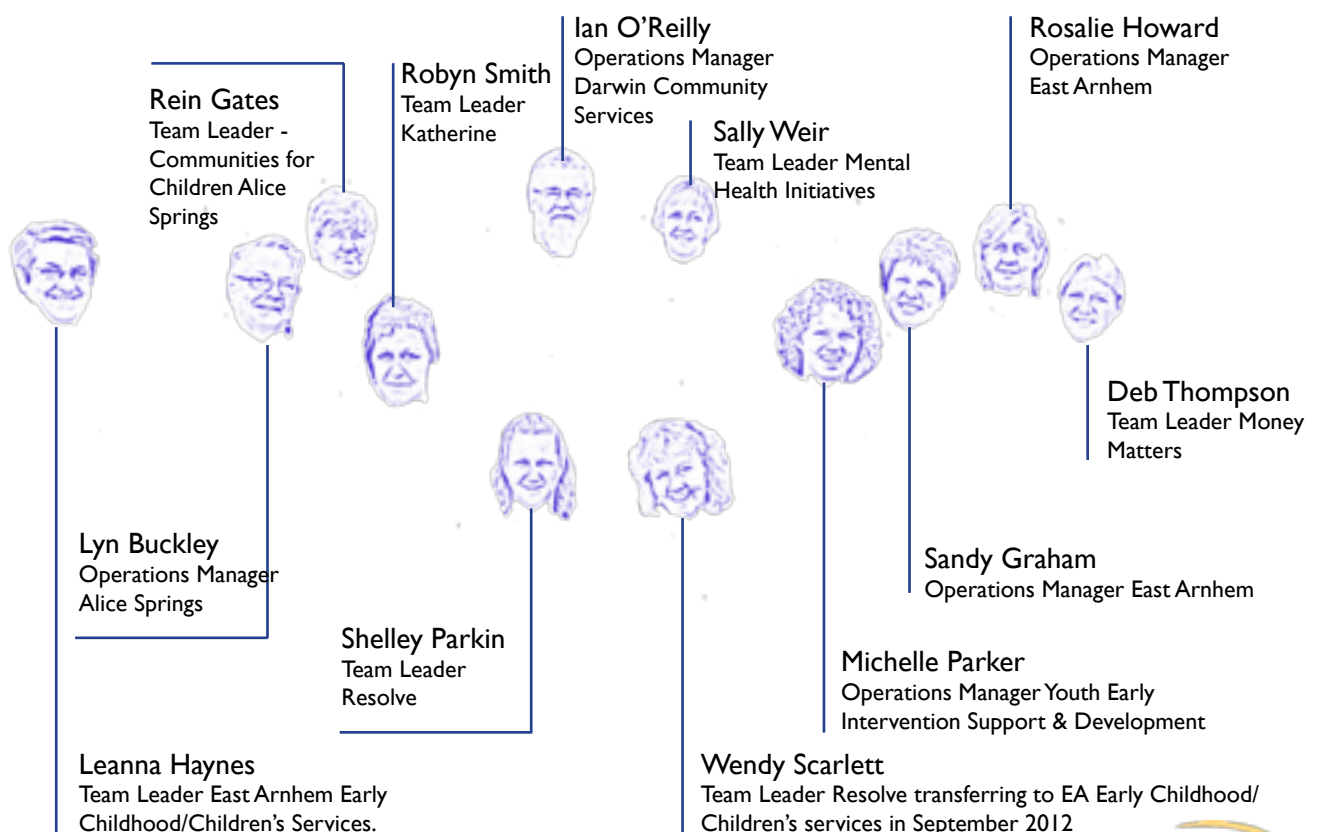 Ian O’Reilly
Operations Manager
Darwin Community
Services
Rosalie Howard
Operations Manager
East Arnhem
Robyn Smith
Team Leader
Katherine
Rein Gates
Team Leader -
Communities for
Children Alice
Springs
Sally Weir
Team Leader Mental
Health Initiatives
Deb Thompson
Team Leader Money
Matters
Lyn Buckley
Operations Manager
Alice Springs
Sandy Graham
Operations Manager East Arnhem
Shelley Parkin
Team Leader
Resolve
Michelle Parker
Operations Manager Youth Early
Intervention Support & Development
Leanna Haynes
Team Leader East Arnhem Early
Childhood/Children’s Services.
Wendy Scarlett
Team Leader Resolve transferring to EA Early Childhood/
Children’s services in September 2012